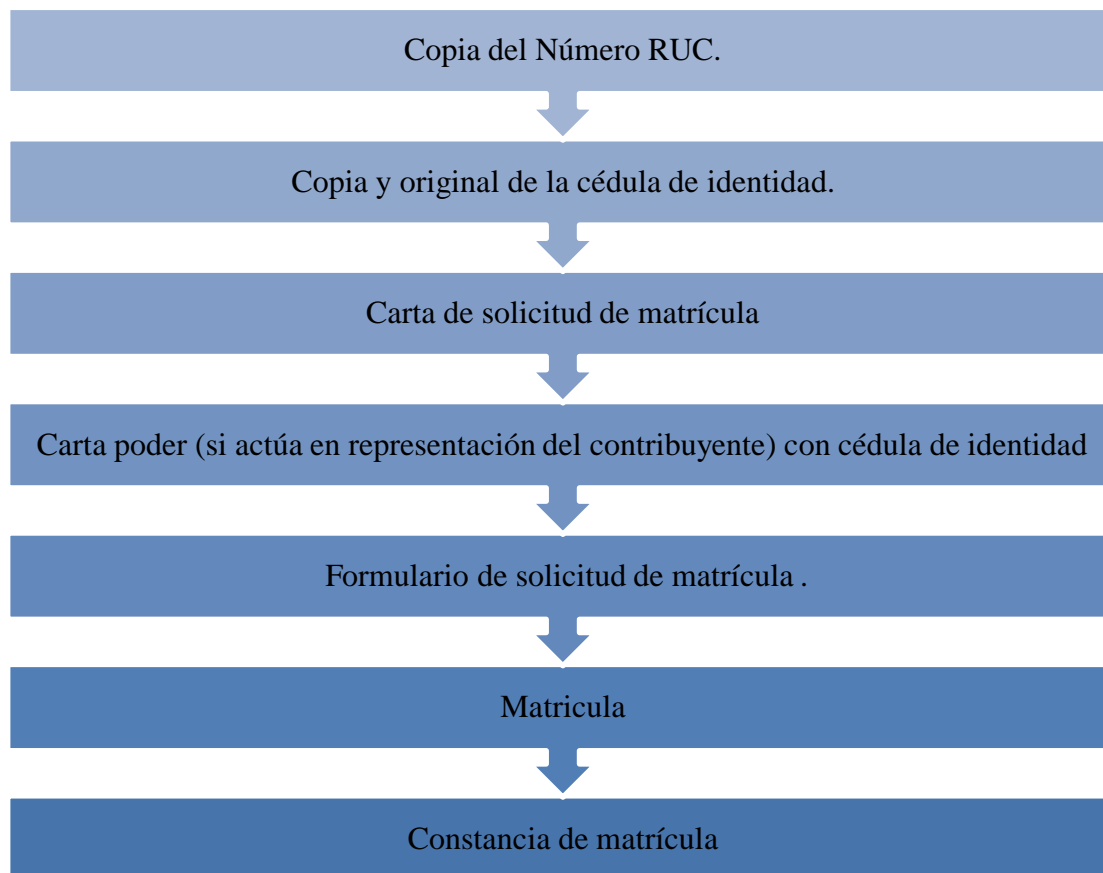 Copia del Número RUC.
Copia y original de la cédula de identidad.
Carta de solicitud de matrícula
Carta poder (si actúa en representación del contribuyente) con cédula de identidad
Formulario de solicitud de matrícula .
Matricula
Constancia de matrícula